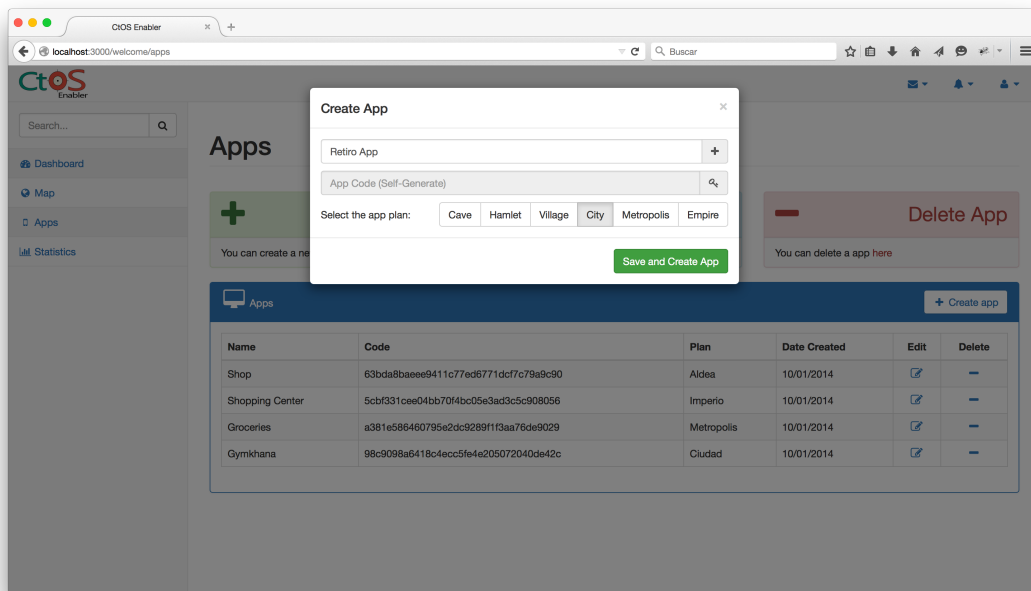 CtOS Enabler
localhost:3000/welcome/apps
Buscar
CtOS
Enabler
Search...
Dashboard
Map
Apps
Statistics
Apps
Create App
Retiro App
App Code (Self-Generate)
Select the app plan: Cave Hamlet Village City Metropolis Empire
Save and Create App
You can create a ne
Delete App
You can delete a app here
Apps
Create app
Name Code Plan Date Created Edit Delete
Shop 63bda8baeee9411c77ed6771dcf7c79a9c90 Aldea 10/01/2014
Shopping Center 5cbf331cee04bb70f4bc05e3ad3c5c908056 Imperio 10/01/2014
Groceries a381e586460795e2dc9289f1f3aa76de9029 Metropolis 10/01/2014
Gymkhana 98c9098a6418c4ecc5fe4e205072040de42c Ciudad 10/01/2014